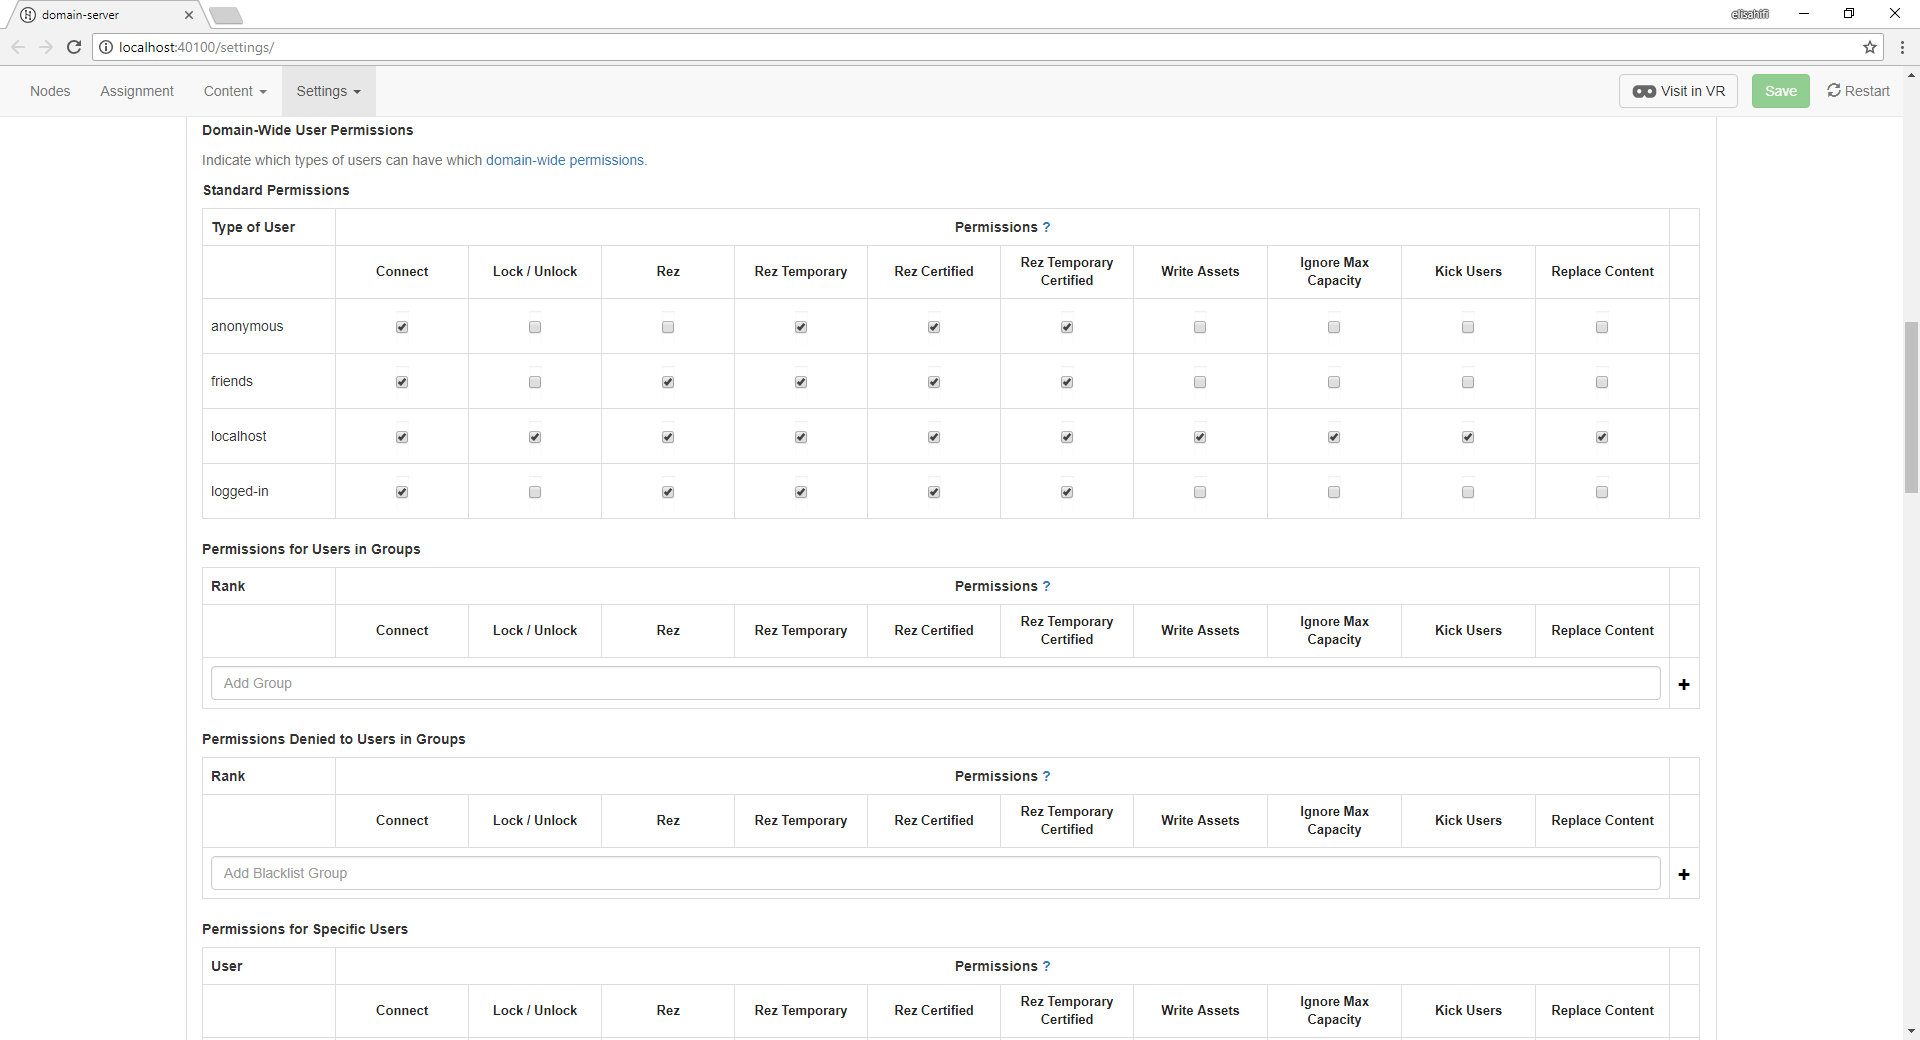 domain-server
elisahifi
localhost:40100/settings/
Nodes Assignment Content Settings Visit in VR Save Restart
Domain-Wide User Permissions
Indicate which types of users can have which domain-wide permissions.
Standard Permissions
Type of User Permissions ?
Connect Lock / Unlock Rez Rez Temporary Rez Certified Rez Temporary Certified Write Assets Ignore Max Capacity Kick Users Replace Content
anonymous
friends
localhost
logged-in
Permissions for Users in Groups
Rank Permissions ?
Connect Lock / Unlock Rez Rez Temporary Rez Certified Rez Temporary Certified Write Assets Ignore Max Capacity Kick Users Replace Content
Add Group
Permissions Denied to Users in Groups
Rank Permissions ?
Connect Lock / Unlock Rez Rez Temporary Rez Certified Rez Temporary Certified Write Assets Ignore Max Capacity Kick Users Replace Content
Add Blacklist Group
Permissions for Specific Users
User Permissions ?
Connect Lock / Unlock Rez Rez Temporary Rez Certified Rez Temporary Certified Write Assets Ignore Max Capacity Kick Users Replace Content